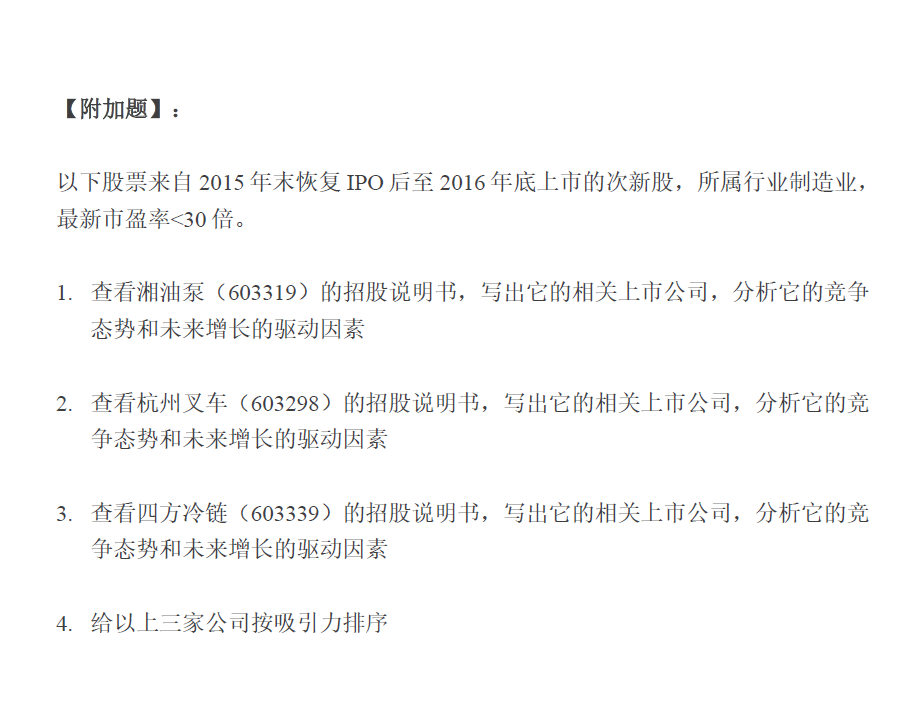 【附加题】：
以下股票来自 2015 年末恢复 IPO 后至 2016 年底上市的次新股，所属行业制造业，
最新市盈率<30 倍。
1. 查看湘油泵（603319）的招股说明书，写出它的相关上市公司，分析它的竞争
态势和未来增长的驱动因素
2. 查看杭州叉车（603298）的招股说明书，写出它的相关上市公司，分析它的竞
争态势和未来增长的驱动因素
3. 查看四方冷链（603339）的招股说明书，写出它的相关上市公司，分析它的竞
争态势和未来增长的驱动因素
4. 给以上三家公司按吸引力排序